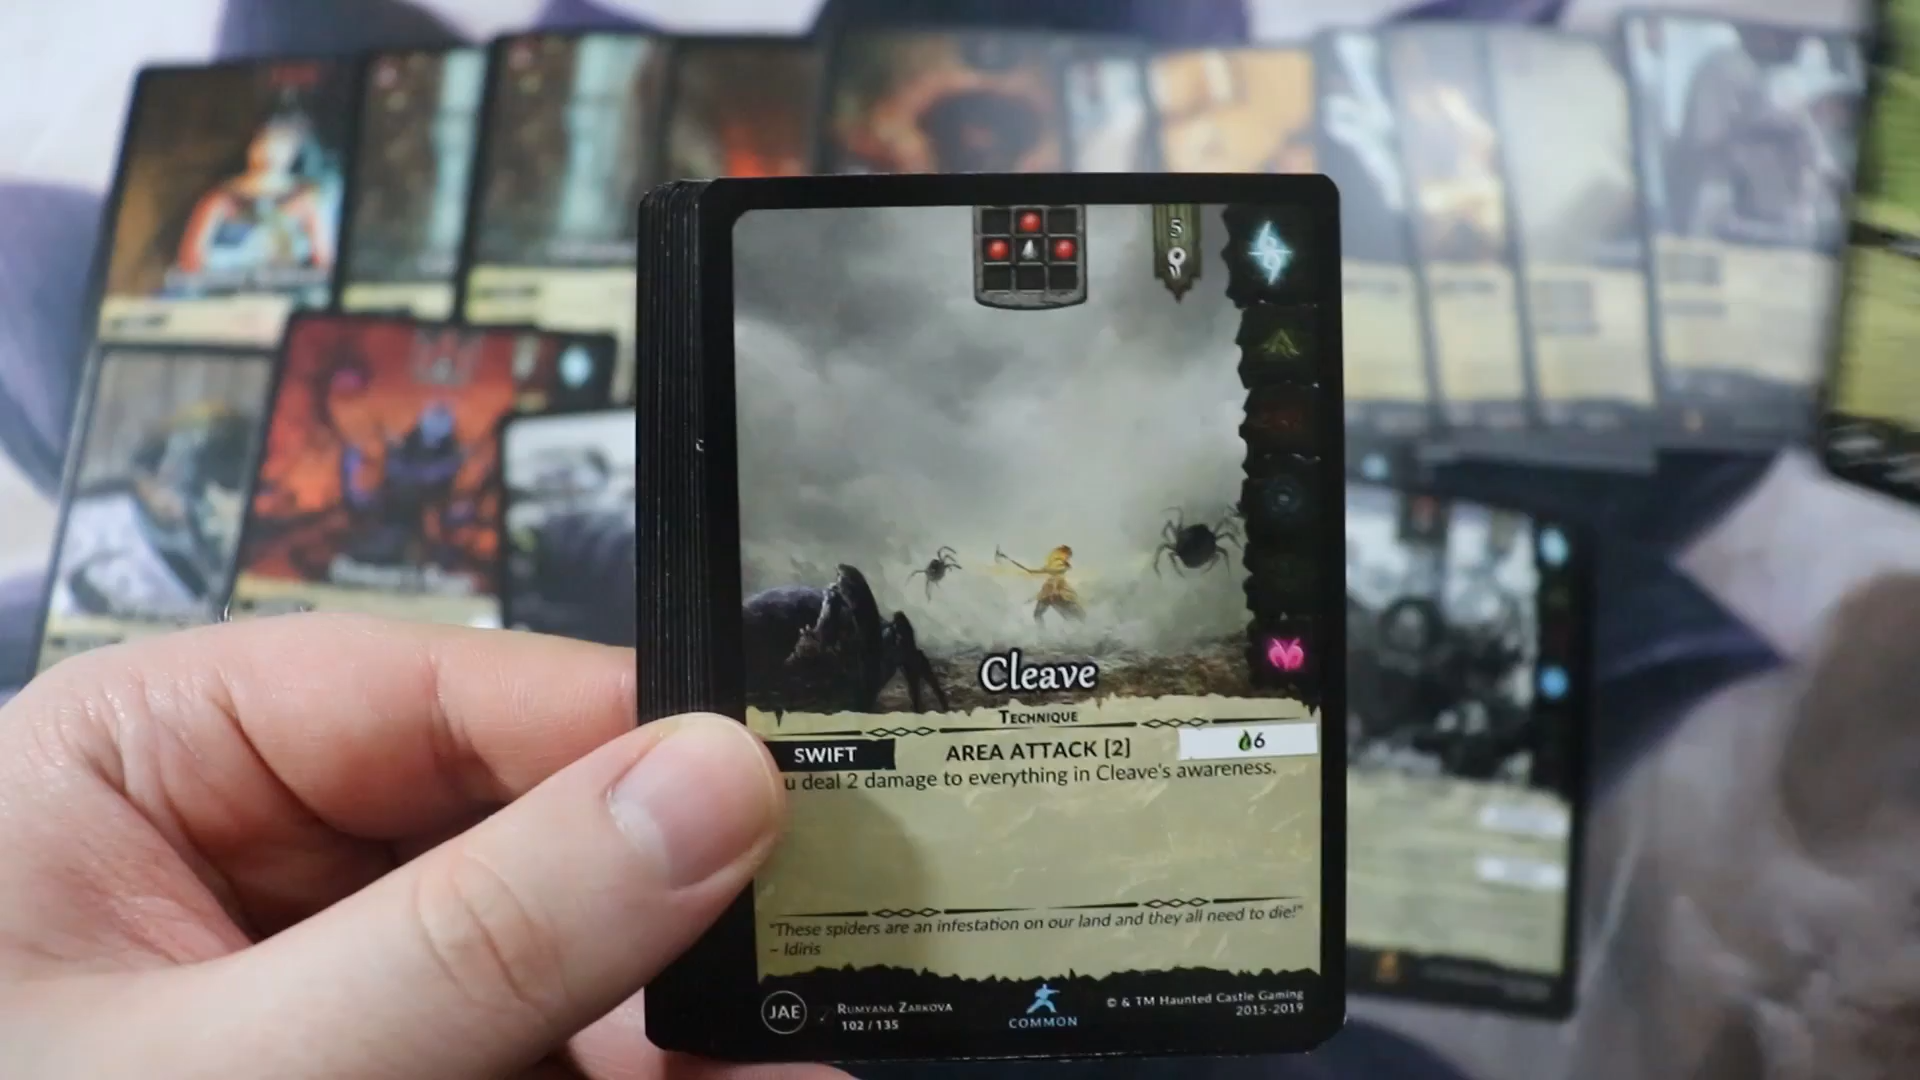 5
Cleave
TECHNIQUE
SWIFT AREA ATTACK [2] 6
u deal 2 damage to everything in Cleave's awareness.
"These spiders are an infestation on our land and they all need to die!"
– Idiris
JAE RUMYANA ZARKOVA
102 / 135
COMMON
© & TM Haunted Castle Gaming
2015-2019